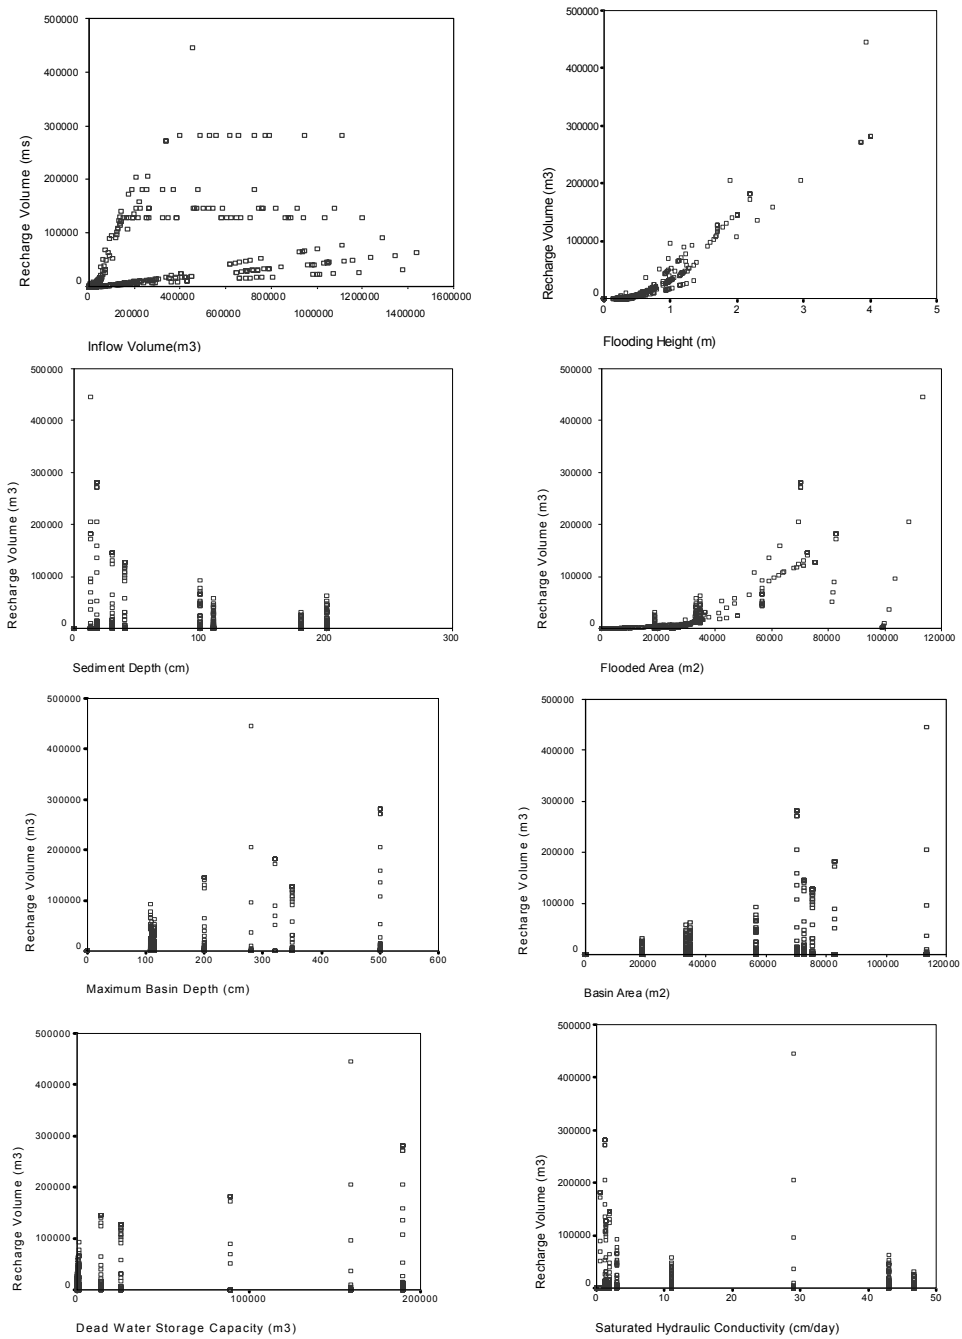 500000
400000
300000
200000
100000
0
Recharge Volume (ms)
0 200000 400000 600000 800000 1000000 1200000 1400000 1600000
Inflow Volume(m3)
500000
400000
300000
200000
100000
0
Recharge Volume (m3)
0 1 2 3 4 5
Flooding Height (m)
500000
400000
300000
200000
100000
0
Recharge Volume (m3)
0 100 200 300
Sediment Depth (cm)
500000
400000
300000
200000
100000
0
Recharge Volume (m3)
0 20000 40000 60000 80000 100000 120000
Flooded Area (m2)
500000
400000
300000
200000
100000
0
Recharge Volume (m3)
0 100 200 300 400 500 600
Maximum Basin Depth (cm)
500000
400000
300000
200000
100000
0
Recharge Volume (m3)
0 20000 40000 60000 80000 100000 120000
Basin Area (m2)
500000
400000
300000
200000
100000
0
Recharge Volume (m3)
0 100000 200000
Dead Water Storage Capacity (m3)
500000
400000
300000
200000
100000
0
Recharge Volume (m3)
0 10 20 30 40 50
Saturated Hydraulic Conductivity (cm/day)